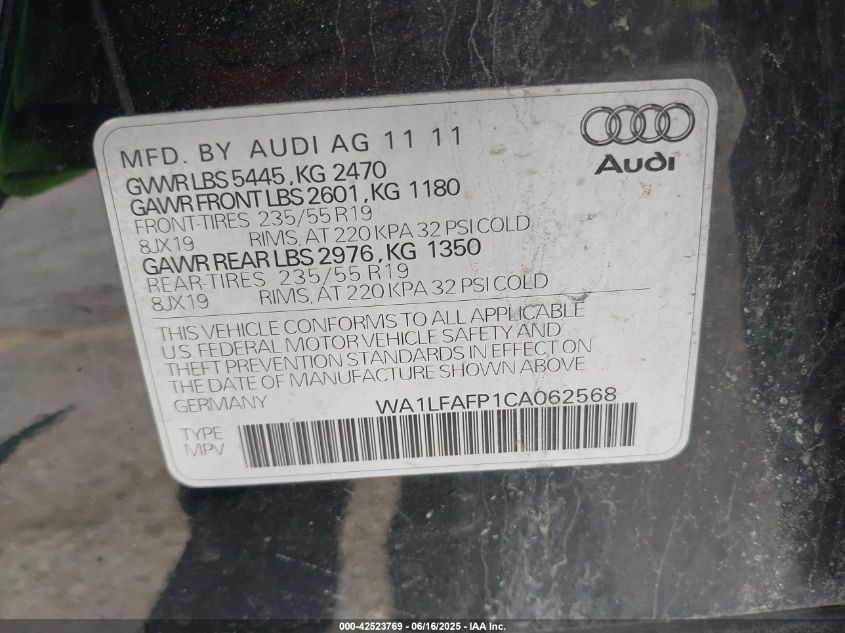 MFD. BY AUDI AG 11 11
GVWR LBS 5445, KG 2470
GAWR FRONT LBS 2601, KG 1180
FRONT-TIRES 235/55 R19
8JX19 RIMS, AT 220 KPA 32 PSI COLD
GAWR REAR LBS 2976, KG 1350
REAR-TIRES 235/55 R19
8JX19 RIMS, AT 220 KPA 32 PSI COLD
Audi
THIS VEHICLE CONFORMS TO ALL APPLICABLE
US FEDERAL MOTOR VEHICLE SAFETY AND
THEFT PREVENTION STANDARDS IN EFFECT ON
THE DATE OF MANUFACTURE SHOWN ABOVE
GERMANY WA1LFAFP1CA062568
TYPE
MPV
000-42523769 - 06/16/2025 - IAA Inc.